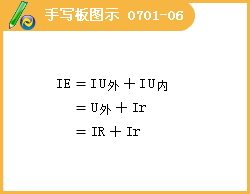 手写板图示 0701-06
IE = IU外 + IU内
= U外 + Ir
= IR + Ir